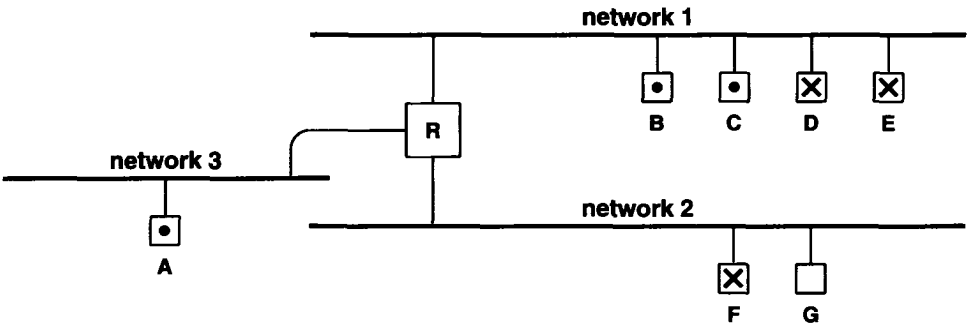 network 1
B C D E
R
network 3
A
network 2
F G